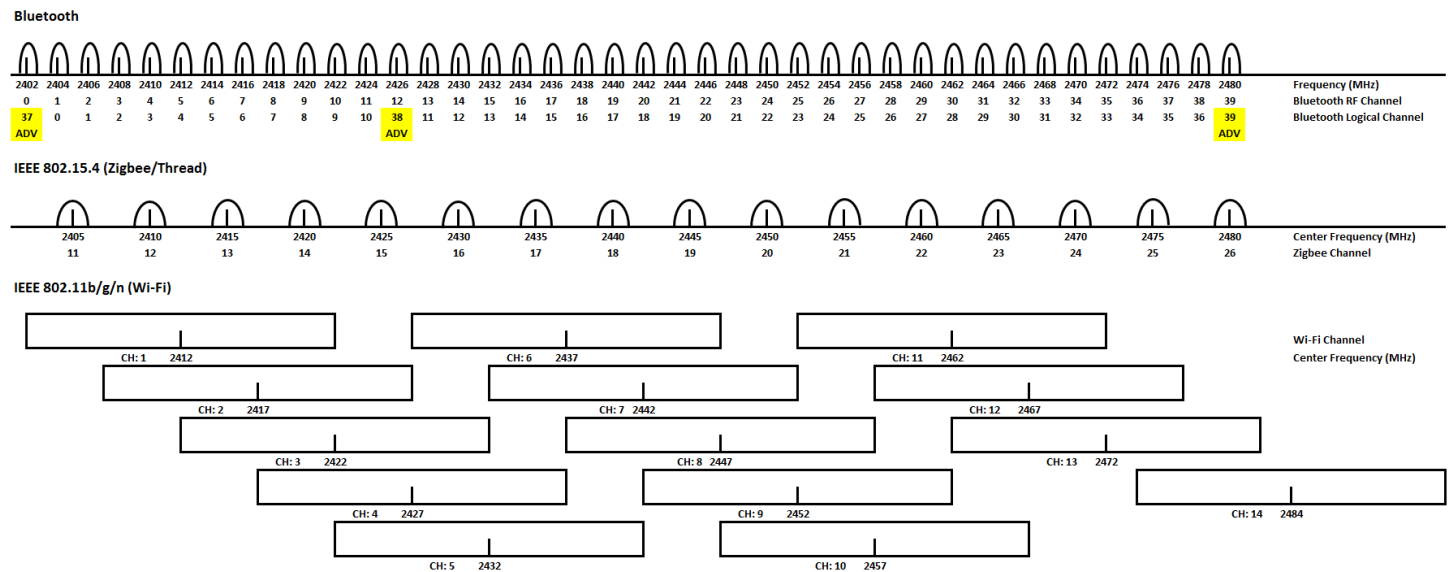 Bluetooth
2402 2404 2406 2408 2410 2412 2414 2416 2418 2420 2422 2424 2426 2428 2430 2432 2434 2436 2438 2440 2442 2444 2446 2448 2450 2452 2454 2456 2458 2460 2462 2464 2466 2468 2470 2472 2474 2476 2478 2480 Frequency (MHz)
0 1 2 3 4 5 6 7 8 9 10 11 12 13 14 15 16 17 18 19 20 21 22 23 24 25 26 27 28 29 30 31 32 33 34 35 36 37 38 39 Bluetooth RF Channel
37 0 1 2 3 4 5 6 7 8 9 10 38 11 12 13 14 15 16 17 18 19 20 21 22 23 24 25 26 27 28 29 30 31 32 33 34 35 36 39 Bluetooth Logical Channel
ADV ADV ADV
IEEE 802.15.4 (Zigbee/Thread)
2405 2410 2415 2420 2425 2430 2435 2440 2445 2450 2455 2460 2465 2470 2475 2480 Center Frequency (MHz)
11 12 13 14 15 16 17 18 19 20 21 22 23 24 25 26 Zigbee Channel
IEEE 802.11b/g/n (Wi-Fi)
Wi-Fi Channel
CH: 1 2412 CH: 6 2437 CH: 11 2462 Center Frequency (MHz)
CH: 2 2417 CH: 7 2442 CH: 12 2467
CH: 3 2422 CH: 8 2447 CH: 13 2472
CH: 4 2427 CH: 9 2452 CH: 14 2484
CH: 5 2432 CH: 10 2457